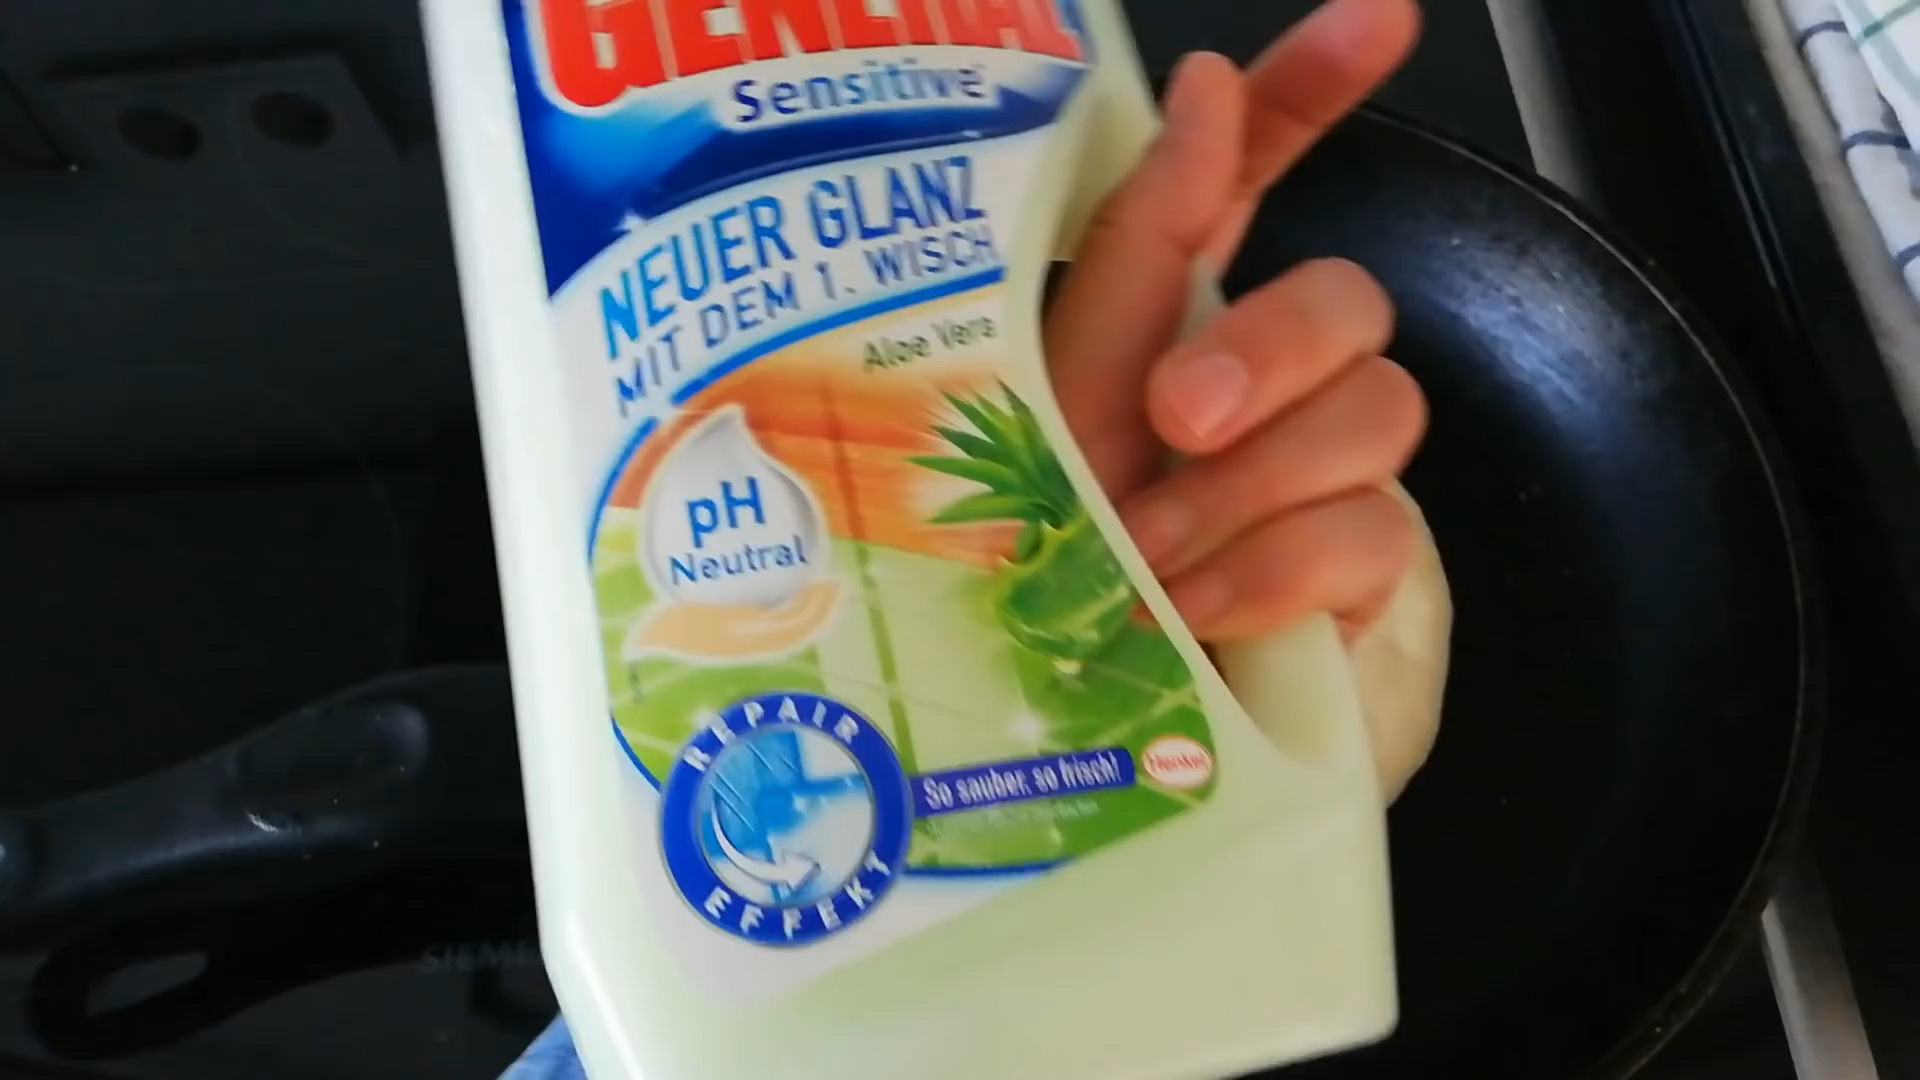 GENERAL
Sensitive
NEUER GLANZ
MIT DEM 1. WISCH
Aloe Vera
pH
Neutral
REPAIR
EFFEKT
So sauber, so frisch!
Henkel